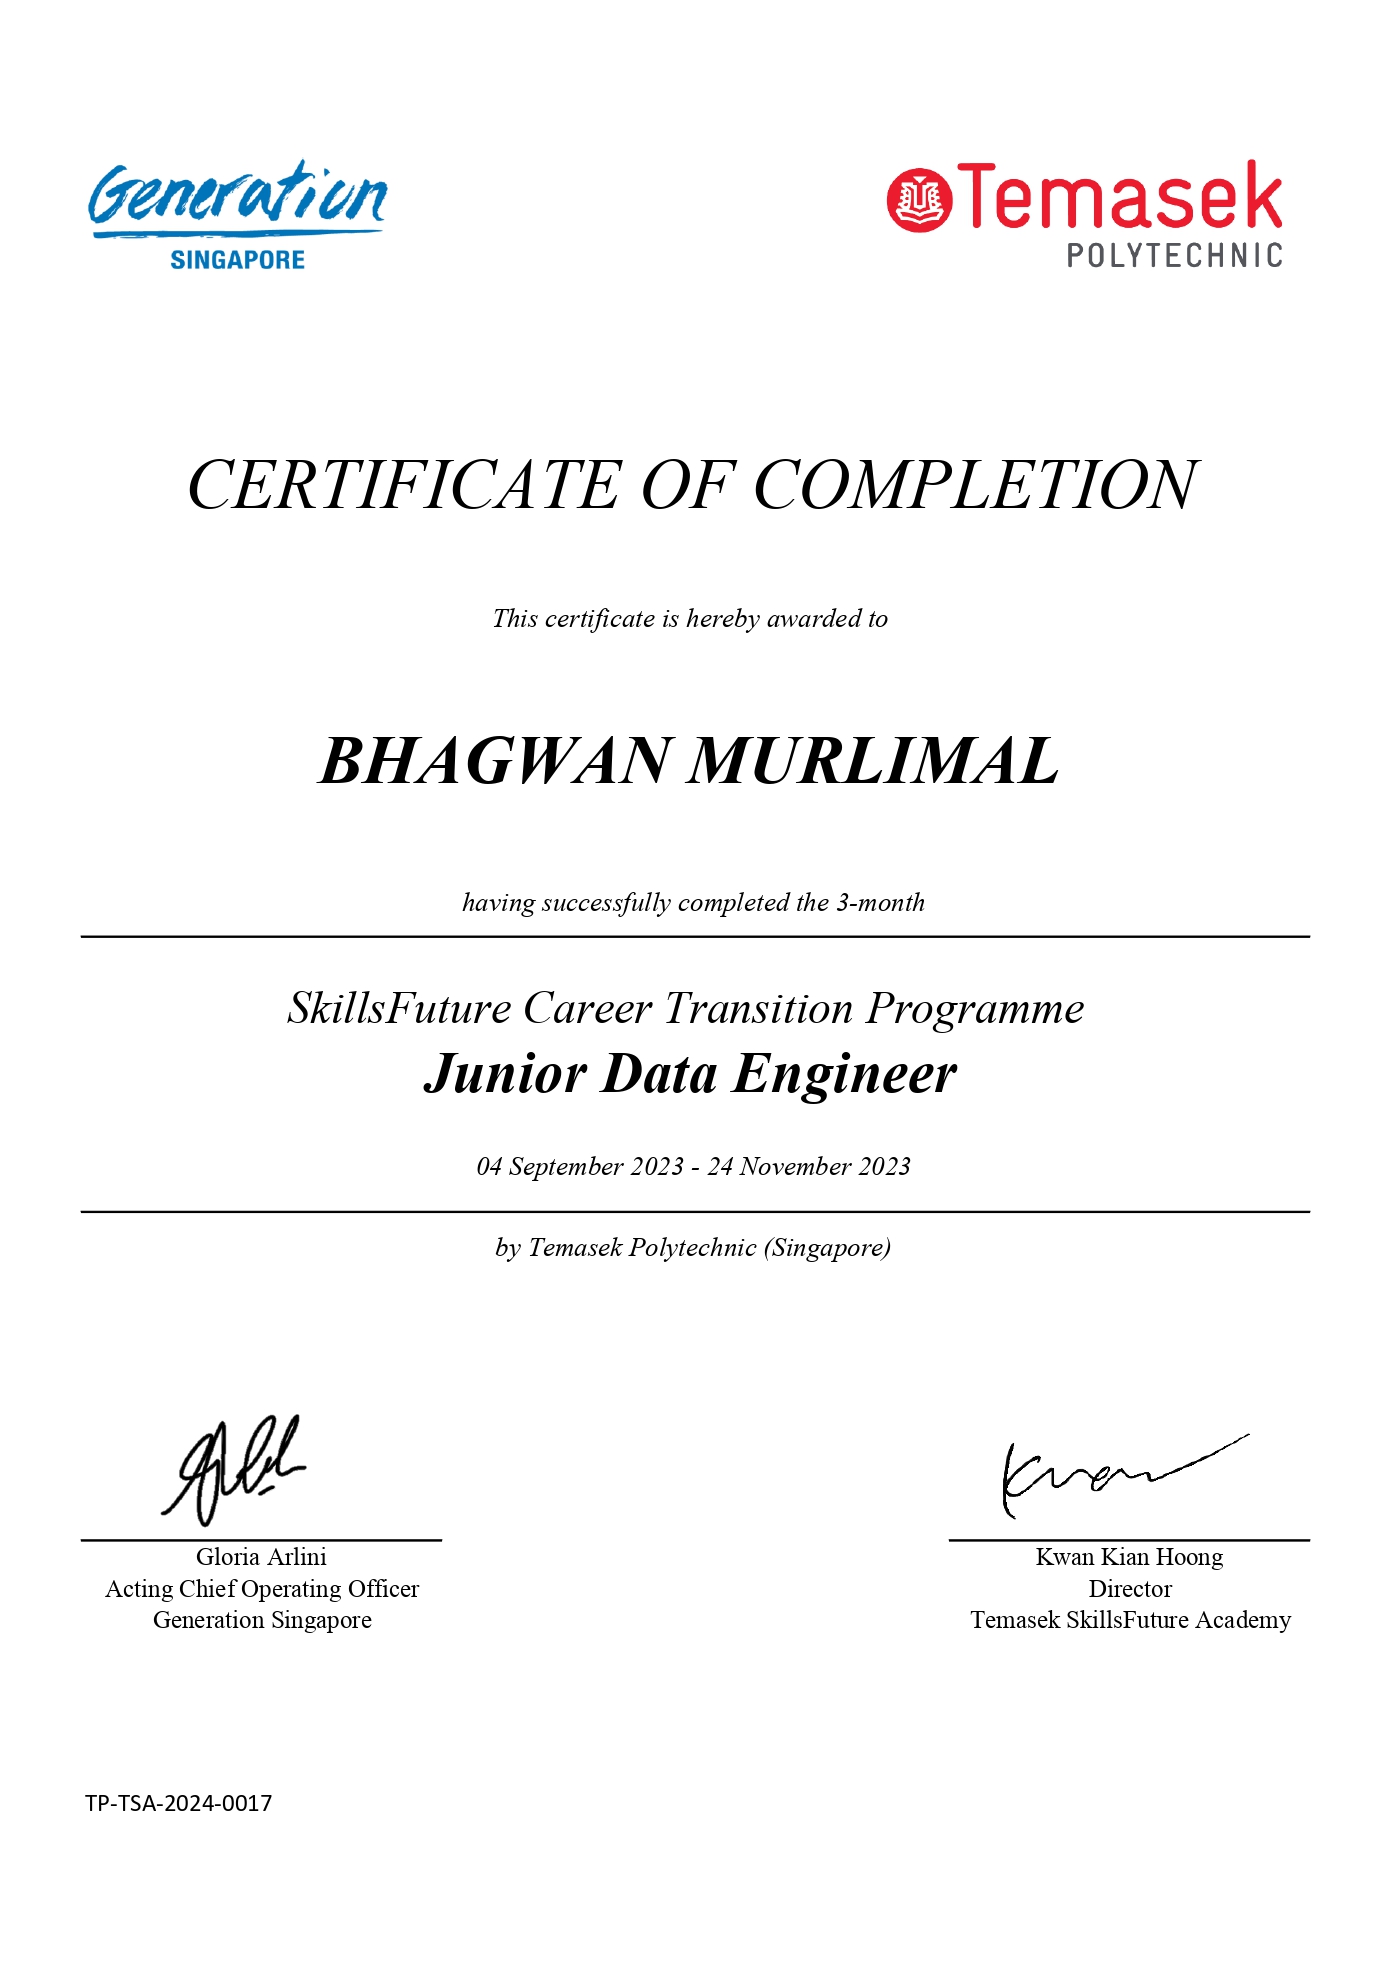 Generation
SINGAPORE
Temasek
POLYTECHNIC
CERTIFICATE OF COMPLETION
This certificate is hereby awarded to
BHAGWAN MURLIMAL
having successfully completed the 3-month
SkillsFuture Career Transition Programme
Junior Data Engineer
04 September 2023 - 24 November 2023
by Temasek Polytechnic (Singapore)
Kwan
Gloria Arlini
Acting Chief Operating Officer
Generation Singapore
Kwan Kian Hoong
Director
Temasek SkillsFuture Academy
TP-TSA-2024-0017